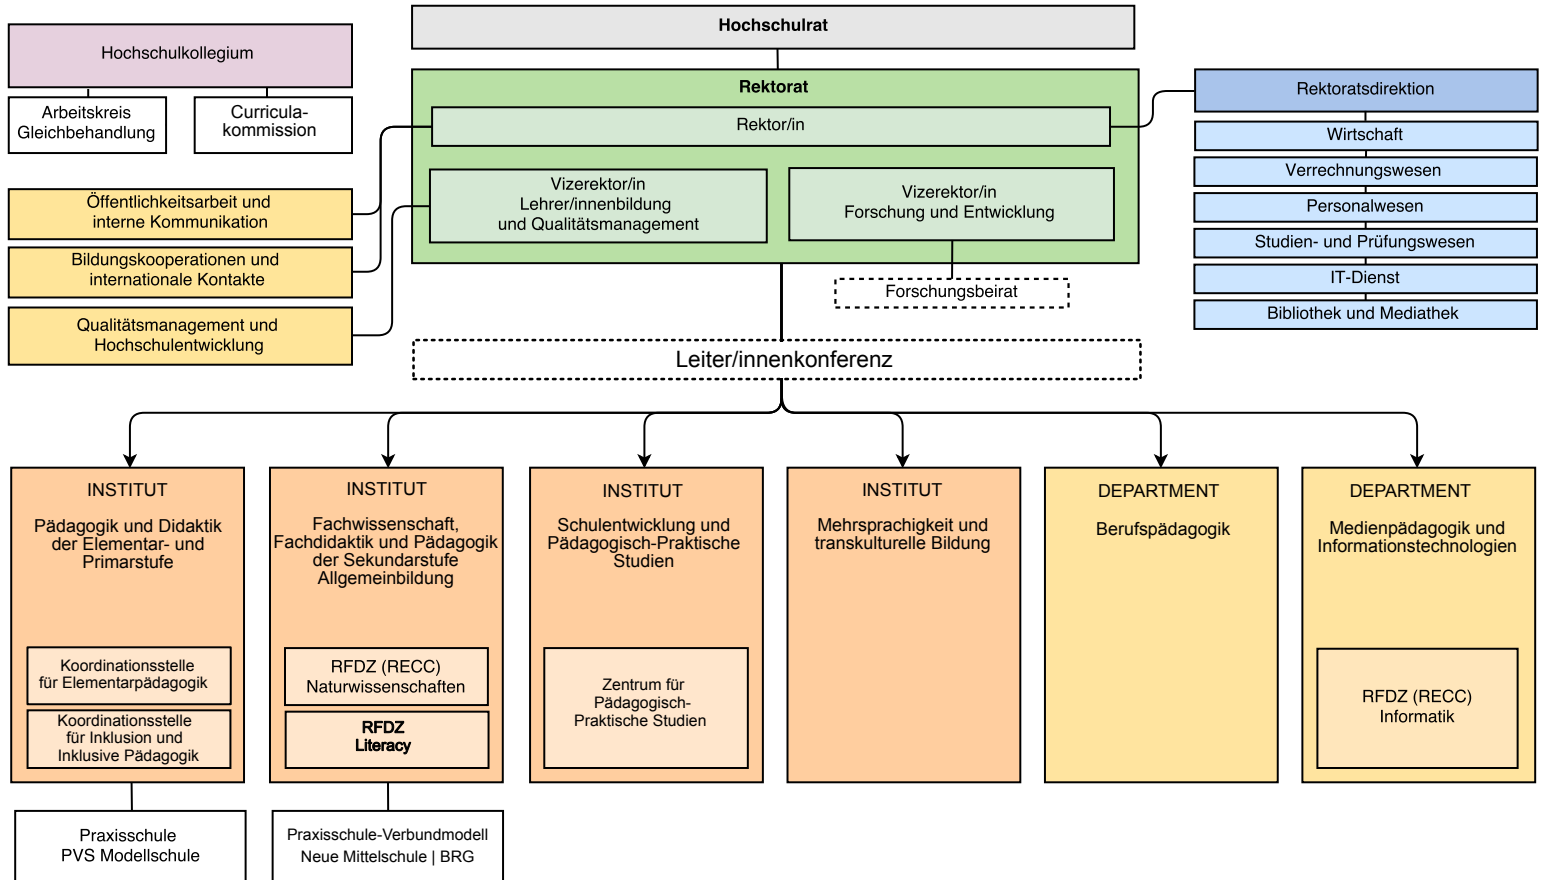 Hochschulrat
Hochschulkollegium
Arbeitskreis
Gleichbehandlung
Curricula-
kommission
Öffentlichkeitsarbeit und
interne Kommunikation
Bildungskooperationen und
internationale Kontakte
Qualitätsmanagement und
Hochschulentwicklung
Rektorat
Rektor/in
Vizerektor/in
Lehrer/innenbildung
und Qualitätsmanagement
Vizerektor/in
Forschung und Entwicklung
Forschungsbeirat
Rektoratsdirektion
Wirtschaft
Verrechnungswesen
Personalwesen
Studien- und Prüfungswesen
IT-Dienst
Bibliothek und Mediathek
Leiter/innenkonferenz
INSTITUT
Pädagogik und Didaktik
der Elementar- und
Primarstufe
Koordinationsstelle
für Elementarpädagogik
Koordinationsstelle
für Inklusion und
Inklusive Pädagogik
Praxisschule
PVS Modellschule
INSTITUT
Fachwissenschaft,
Fachdidaktik und Pädagogik
der Sekundarstufe
Allgemeinbildung
RFDZ (RECC)
Naturwissenschaften
RFDZ
Literacy
Praxisschule-Verbundmodell
Neue Mittelschule | BRG
INSTITUT
Schulentwicklung und
Pädagogisch-Praktische
Studien
Zentrum für
Pädagogisch-
Praktische Studien
INSTITUT
Mehrsprachigkeit und
transkulturelle Bildung
DEPARTMENT
Berufspädagogik
DEPARTMENT
Medienpädagogik und
Informationstechnologien
RFDZ (RECC)
Informatik